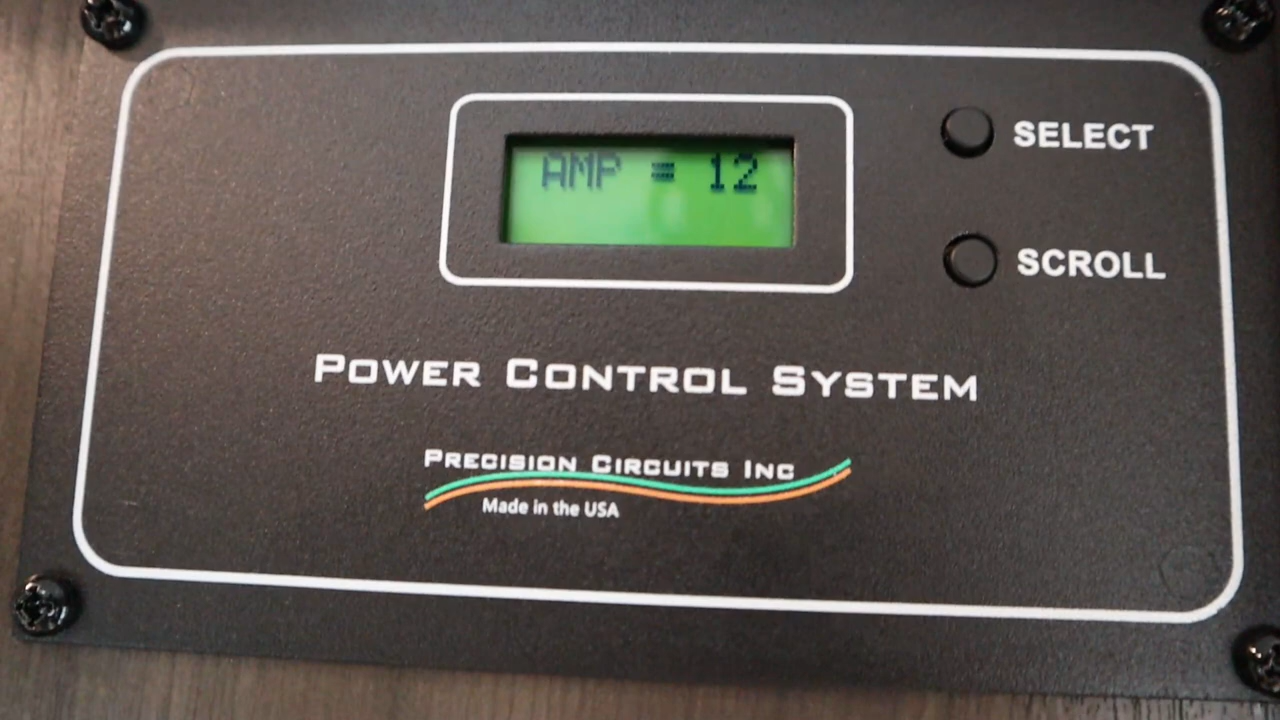 AMP = 12
SELECT
SCROLL
POWER CONTROL SYSTEM
PRECISION CIRCUITS INC
Made in the USA